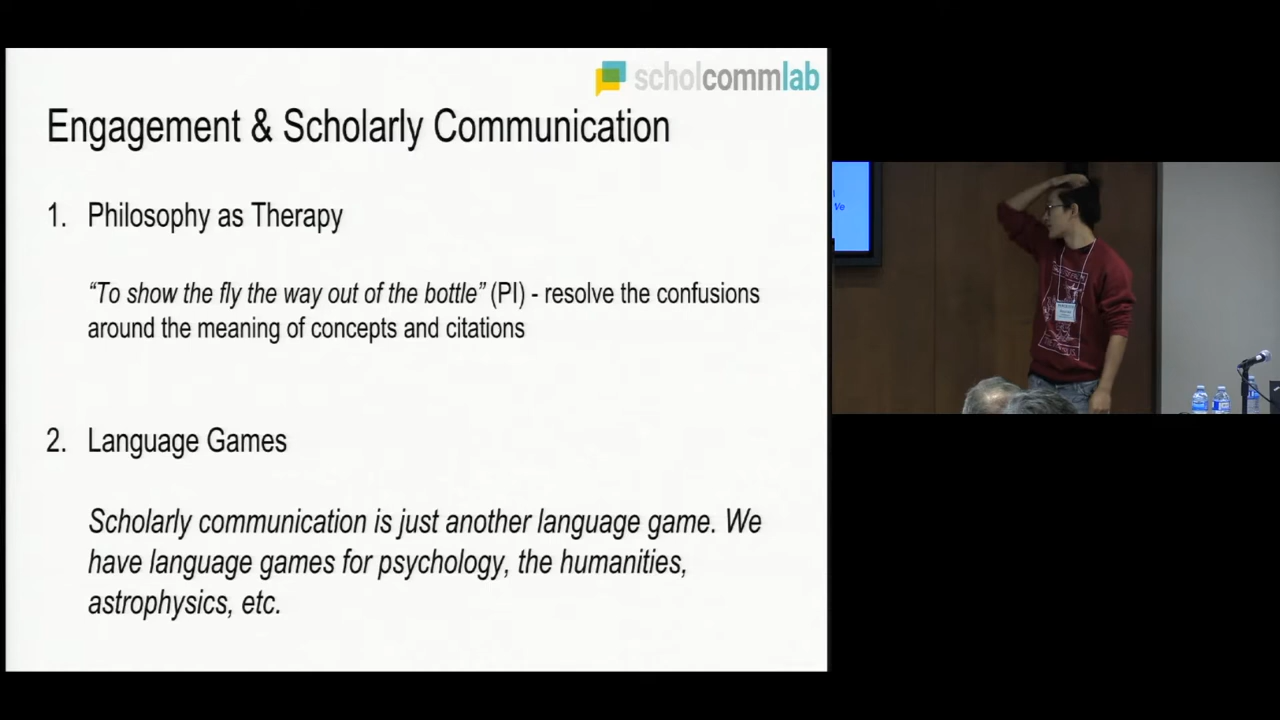 scholcommlab
Engagement & Scholarly Communication
1. Philosophy as Therapy
“To show the fly the way out of the bottle” (PI) - resolve the confusions
around the meaning of concepts and citations
2. Language Games
Scholarly communication is just another language game. We
have language games for psychology, the humanities,
astrophysics, etc.
We